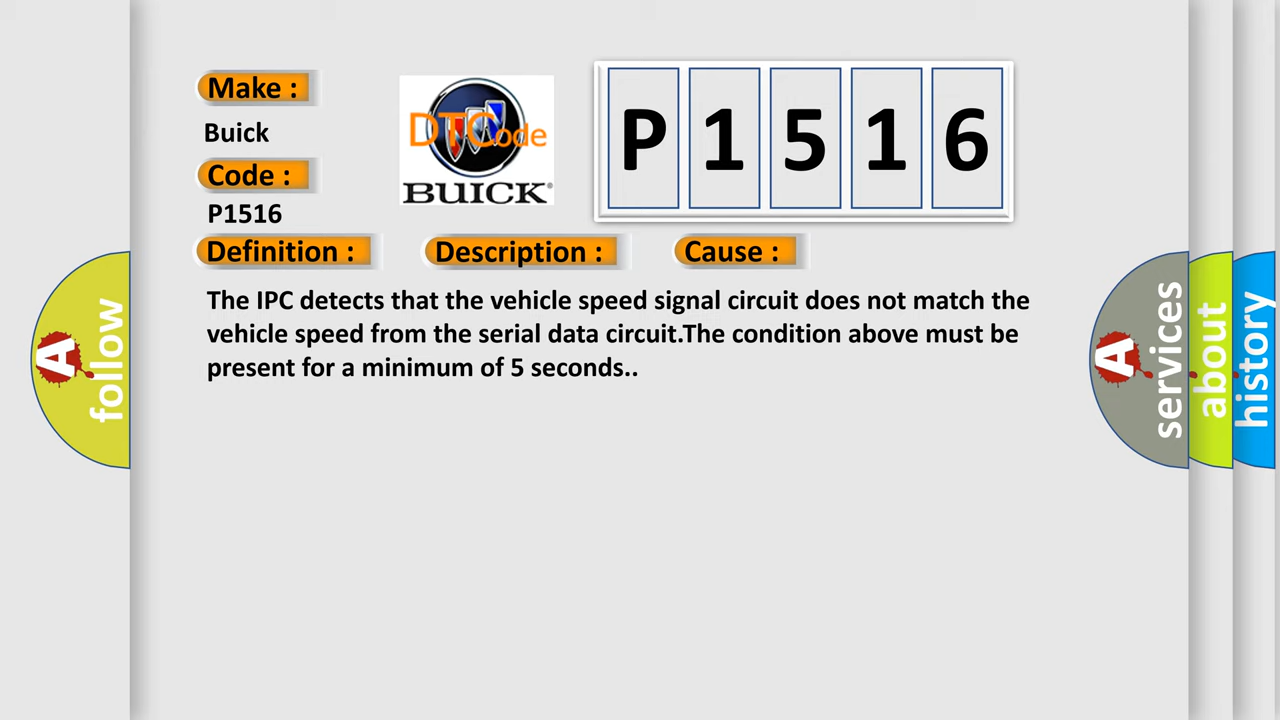 Make :
Buick
Code :
P1516
DTCode
BUICK
P 1 5 1 6
Definition :
Description :
Cause :
The IPC detects that the vehicle speed signal circuit does not match the
vehicle speed from the serial data circuitThe condition above must be
present for a minimum of 5 seconds..
A follow
A services
about
history